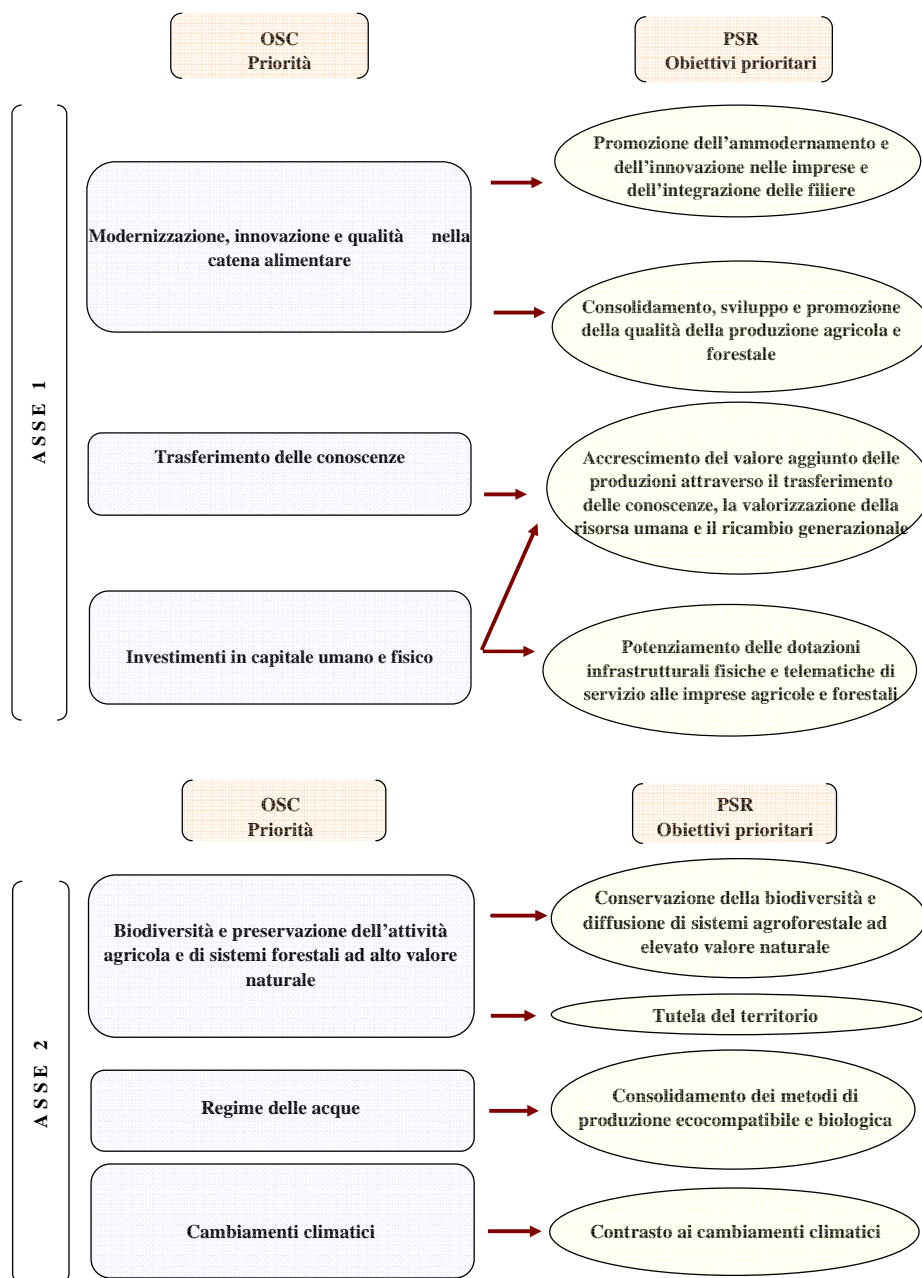 OSC
Priorità
PSR
Obiettivi prioritari
ASSE 1
Modernizzazione, innovazione e qualità nella
catena alimentare
Promozione dell’ammodernamento e
dell’innovazione nelle imprese e
dell’integrazione delle filiere
Consolidamento, sviluppo e promozione
della qualità della produzione agricola e
forestale
Trasferimento delle conoscenze
Accrescimento del valore aggiunto delle
produzioni attraverso il trasferimento
delle conoscenze, la valorizzazione della
risorsa umana e il ricambio generazionale
Investimenti in capitale umano e fisico
Potenziamento delle dotazioni
infrastrutturali fisiche e telematiche di
servizio alle imprese agricole e forestali
OSC
Priorità
PSR
Obiettivi prioritari
ASSE 2
Biodiversità e preservazione dell’attività
agricola e di sistemi forestali ad alto valore
naturale
Conservazione della biodiversità e
diffusione di sistemi agroforestale ad
elevato valore naturale
Tutela del territorio
Regime delle acque
Consolidamento dei metodi di
produzione ecocompatibile e biologica
Cambiamenti climatici
Contrasto ai cambiamenti climatici